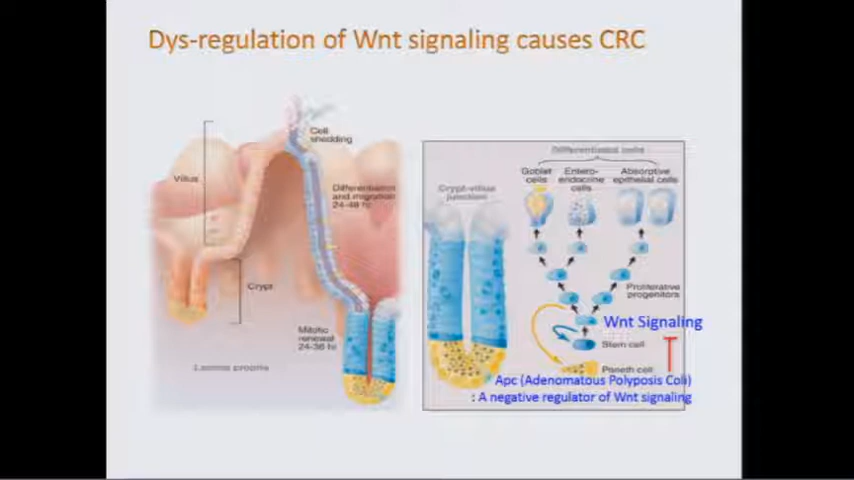 Dys-regulation of Wnt signaling causes CRC
Cell
shedding
Villus
Differentiation
and migration
24-48 hr
Crypt
Mitotic
renewal
24-36 hr
Lamina propria
Differentiated cells
Goblet
cells
Entero-
endocrine
cells
Absorptive
epithelial cells
Crypt-villus
junction
Proliferative
progenitors
Wnt Signaling
Stem cell
Paneth cell
Apc (Adenomatous Polyposis Coli)
: A negative regulator of Wnt signaling